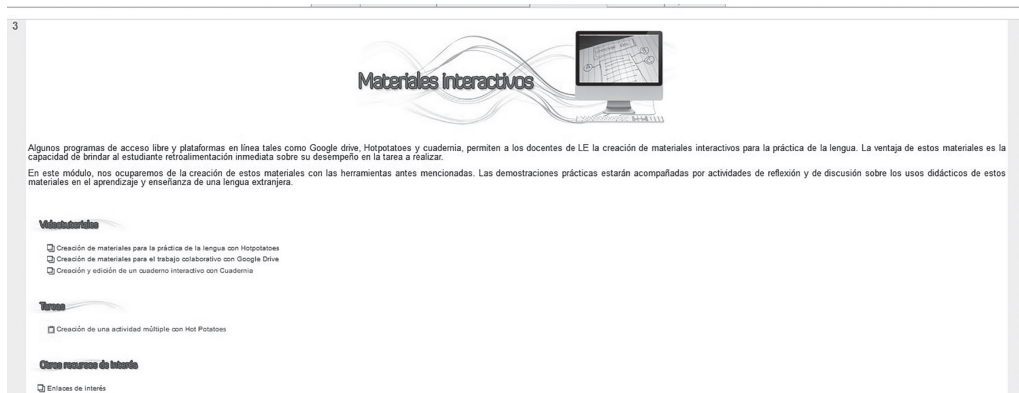 3
Materiales interactivos
Algunos programas de acceso libre y plataformas en línea tales como Google drive, Hotpotatoes y cuadernia, permiten a los docentes de LE la creación de materiales interactivos para la práctica de la lengua. La ventaja de estos materiales es la
capacidad de brindar al estudiante retroalimentación inmediata sobre su desempeño en la tarea a realizar.
En este módulo, nos ocuparemos de la creación de estos materiales con las herramientas antes mencionadas. Las demostraciones prácticas estarán acompañadas por actividades de reflexión y de discusión sobre los usos didácticos de estos
materiales en el aprendizaje y enseñanza de una lengua extranjera.
Videotutoriales
Creación de materiales para la práctica de la lengua con Hotpotatoes
Creación de materiales para el trabajo colaborativo con Google Drive
Creación y edición de un cuaderno interactivo con Cuadernia
Tareas
Creación de una actividad múltiple con Hot Potatoes
Otros recursos de interés
Enlaces de interés